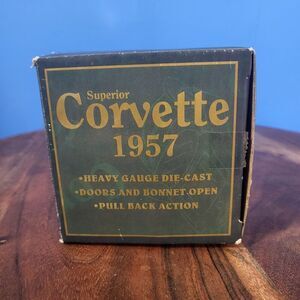 Superior
Corvette
1957
•HEAVY GAUGE DIE-CAST
•DOORS AND BONNET OPEN
•PULL BACK ACTION